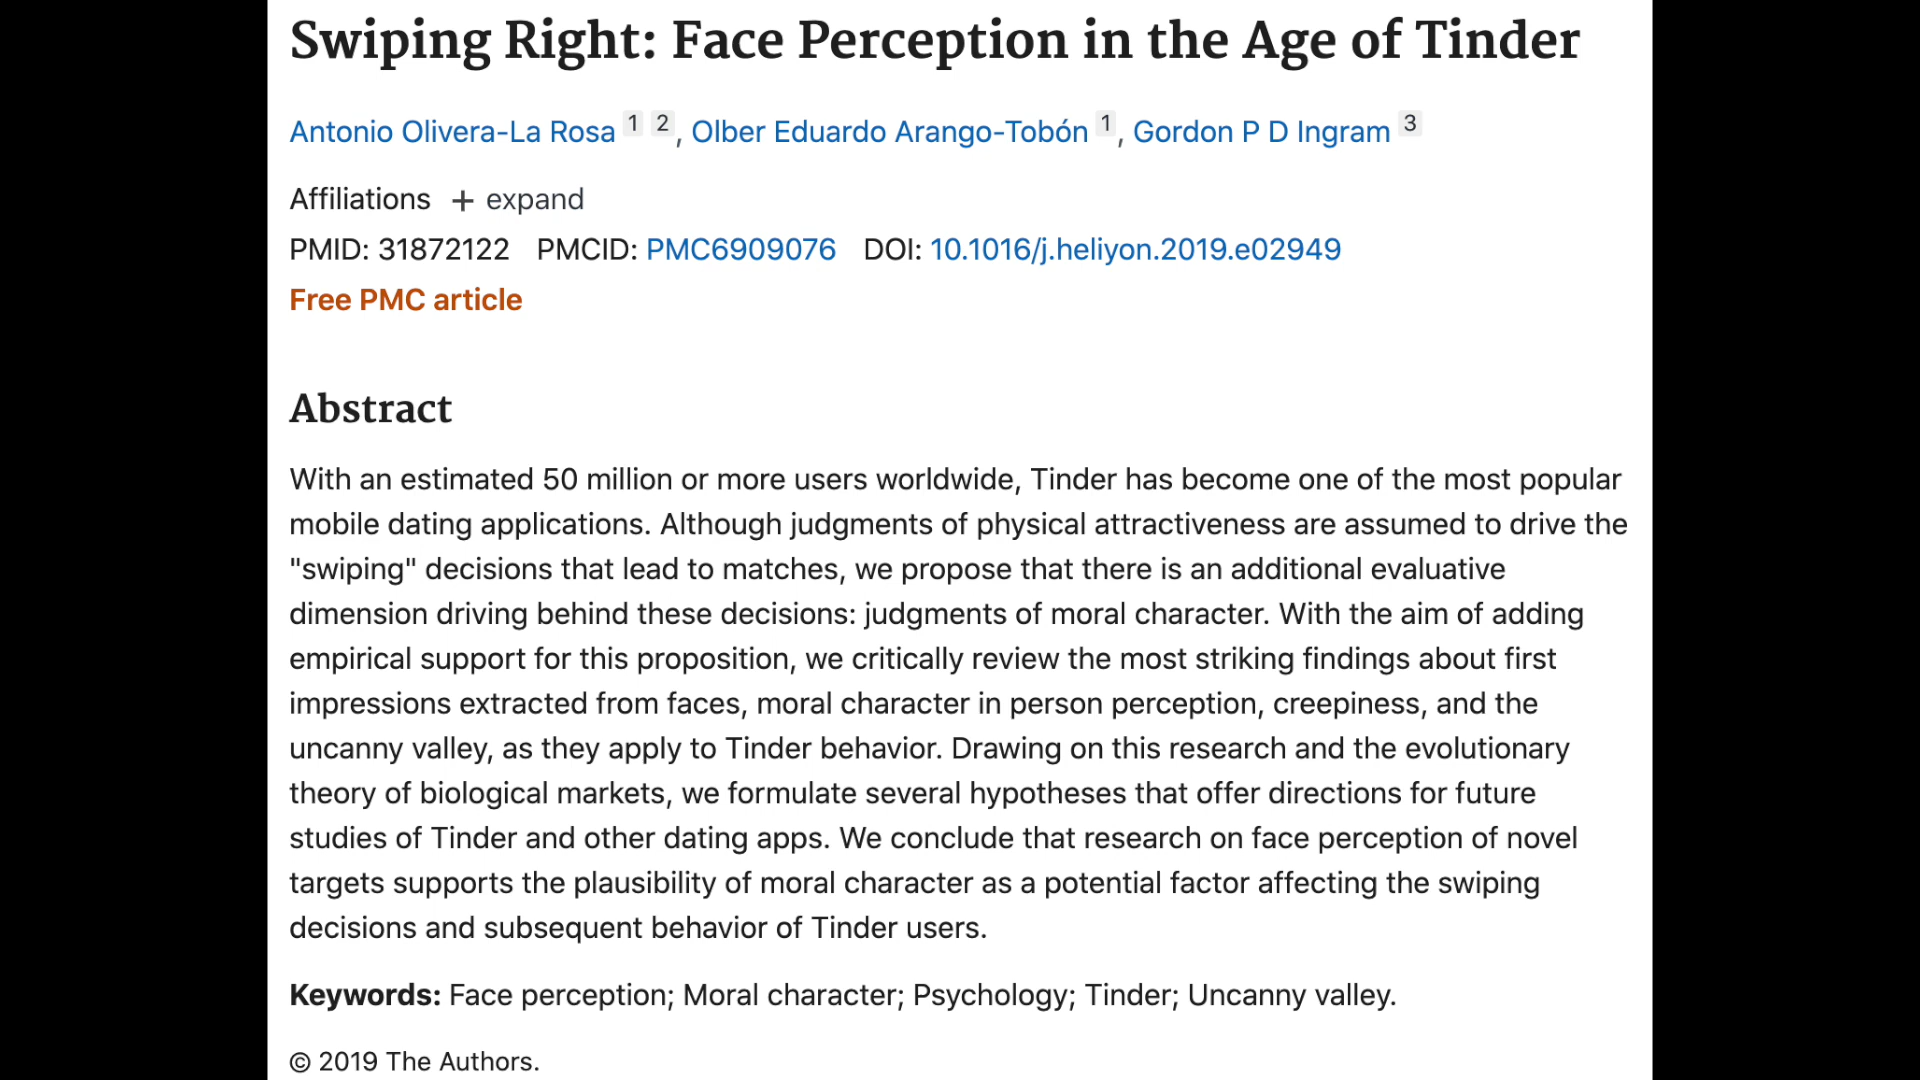 Swiping Right: Face Perception in the Age of Tinder
Antonio Olivera-La Rosa 1 2, Olber Eduardo Arango-Tobón 1, Gordon P D Ingram 3
Affiliations + expand
PMID: 31872122 PMCID: PMC6909076 DOI: 10.1016/j.heliyon.2019.e02949
Free PMC article
Abstract
With an estimated 50 million or more users worldwide, Tinder has become one of the most popular
mobile dating applications. Although judgments of physical attractiveness are assumed to drive the
"swiping" decisions that lead to matches, we propose that there is an additional evaluative
dimension driving behind these decisions: judgments of moral character. With the aim of adding
empirical support for this proposition, we critically review the most striking findings about first
impressions extracted from faces, moral character in person perception, creepiness, and the
uncanny valley, as they apply to Tinder behavior. Drawing on this research and the evolutionary
theory of biological markets, we formulate several hypotheses that offer directions for future
studies of Tinder and other dating apps. We conclude that research on face perception of novel
targets supports the plausibility of moral character as a potential factor affecting the swiping
decisions and subsequent behavior of Tinder users.
Keywords: Face perception; Moral character; Psychology; Tinder; Uncanny valley.
© 2019 The Authors.